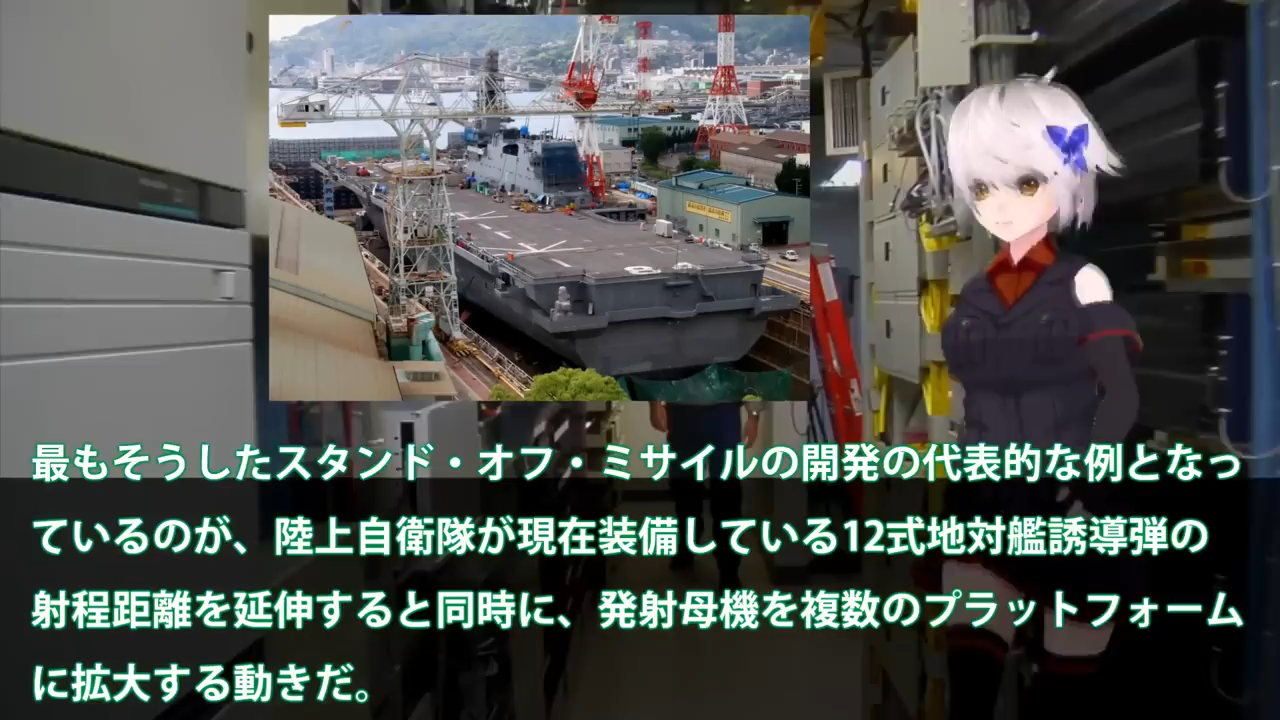 最もそうしたスタンド・オフ・ミサイルの開発の代表的な例となっ
ているのが、陸上自衛隊が現在装備している12式地対艦誘導弾の
射程距離を延伸すると同時に、発射母機を複数のプラットフォーム
に拡大する動きだ。